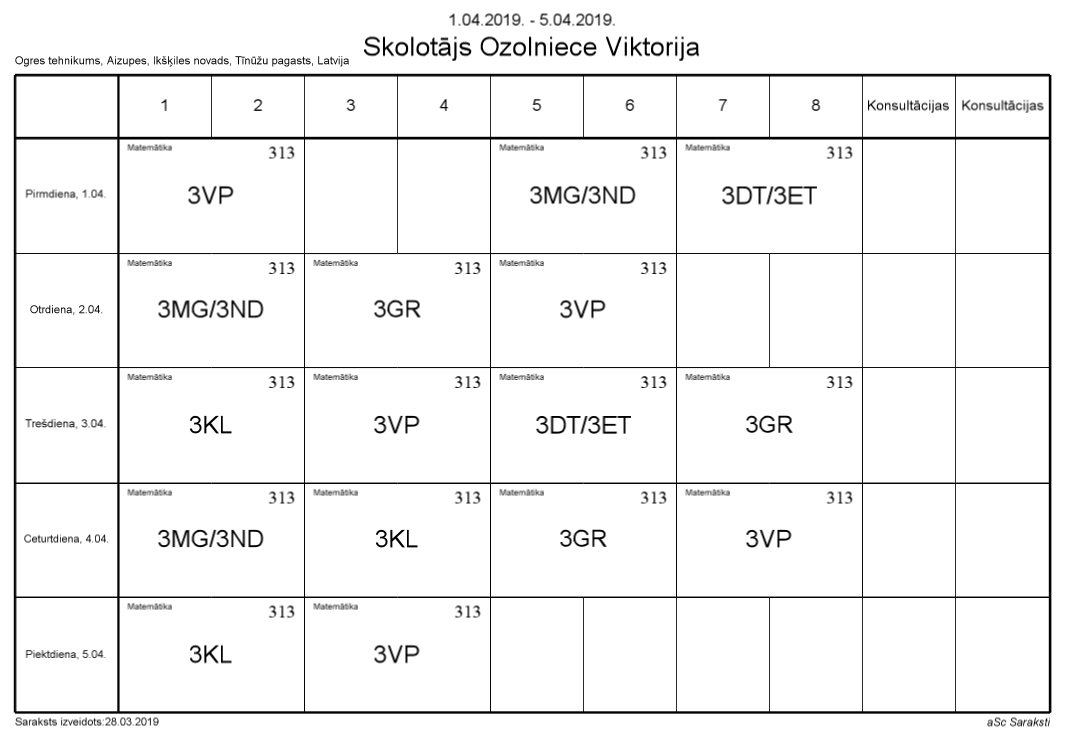 1.04.2019. - 5.04.2019.
Skolotājs Ozolniece Viktorija
Ogres tehnikums, Aizupes, Ikšķiles novads, Tīnūžu pagasts, Latvija
1 2 3 4 5 6 7 8 Konsultācijas Konsultācijas
Matemātika 313 Matemātika 313 Matemātika 313
Pirmdiena, 1.04. 3VP 3MG/3ND 3DT/3ET
Matemātika 313 Matemātika 313 Matemātika 313
Otrdiena, 2.04. 3MG/3ND 3GR 3VP
Matemātika 313 Matemātika 313 Matemātika 313 Matemātika 313
Trešdiena, 3.04. 3KL 3VP 3DT/3ET 3GR
Matemātika 313 Matemātika 313 Matemātika 313 Matemātika 313
Ceturtdiena, 4.04. 3MG/3ND 3KL 3GR 3VP
Matemātika 313 Matemātika 313
Piektdiena, 5.04. 3KL 3VP
Saraksts izveidots:28.03.2019 aSc Saraksti